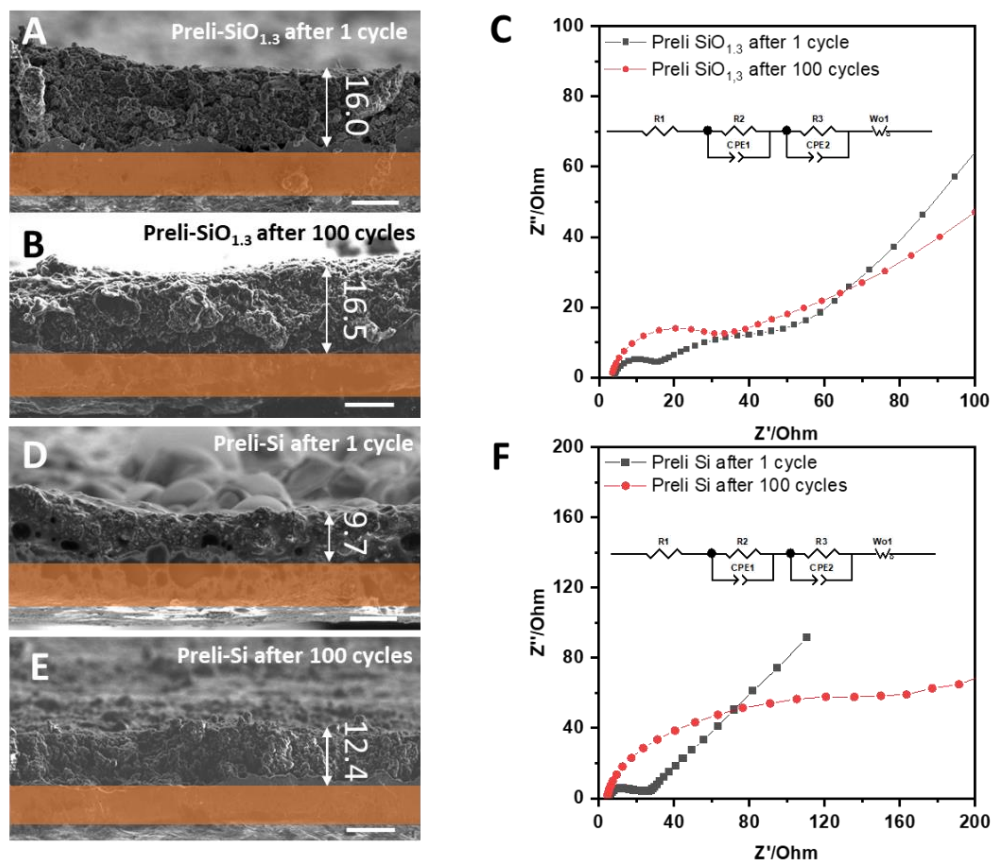 A
Preli-SiO1.3 after 1 cycle
16.0
B
Preli-SiO1.3 after 100 cycles
16.5
C
Preli SiO1.3 after 1 cycle
Preli SiO1,3 after 100 cycles
R1
R2
R3
Wo1
CPE1
CPE2
100
80
60
40
20
0
Z''/Ohm
0
20
40
60
80
100
Z'/Ohm
D
Preli-Si after 1 cycle
9.7
E
Preli-Si after 100 cycles
12.4
F
Preli Si after 1 cycle
Preli Si after 100 cycles
R1
R2
R3
Wo1
CPE1
CPE2
200
160
120
80
40
0
Z''/Ohm
0
40
80
120
160
200
Z'/Ohm